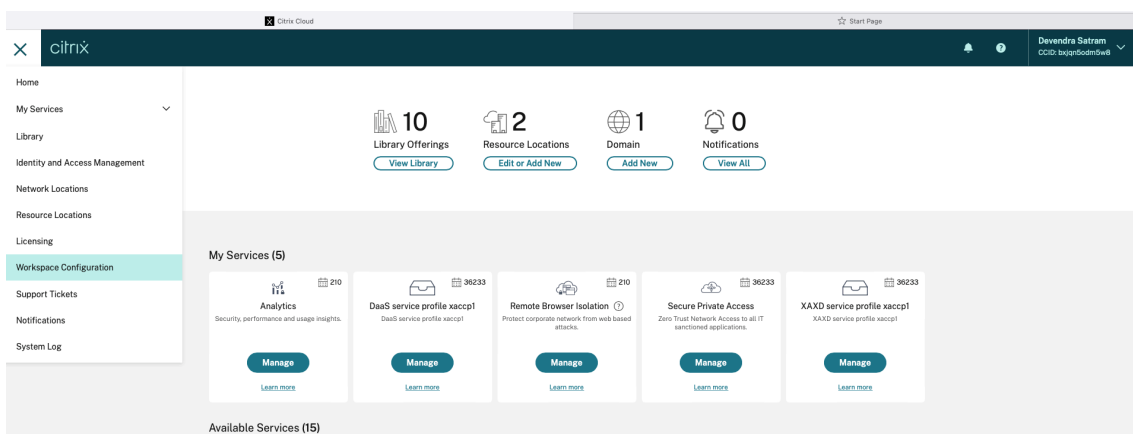 Citrix Cloud
Start Page
citrix
Devendra Satram
CCID: bxjqn5odm5w8
Home
My Services
Library
Identity and Access Management
Network Locations
Resource Locations
Licensing
Workspace Configuration
Support Tickets
Notifications
System Log
10
Library Offerings
View Library
2
Resource Locations
Edit or Add New
1
Domain
Add New
0
Notifications
View All
My Services (5)
210
Analytics
Security, performance and usage insights.
Manage
Learn more
36233
DaaS service profile xaccp1
DaaS service profile xaccp1
Manage
Learn more
210
Remote Browser Isolation ?
Protect corporate network from web based
attacks.
Manage
Learn more
36233
Secure Private Access
Zero Trust Network Access to all IT
sanctioned applications.
Manage
Learn more
36233
XAXD service profile xaccp1
XAXD service profile xaccp1
Manage
Learn more
Available Services (15)